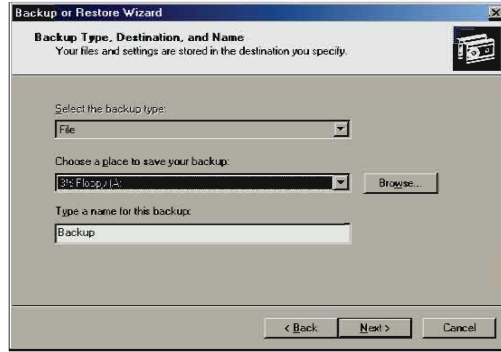 Backup or Restore Wizard
Backup Type, Destination, and Name
Your files and settings are stored in the destination you specify.
Select the backup type:
File
Choose a place to save your backup:
3½ Floppy (A:
Browse...
Type a name for this backup:
Backup
< Back
Next >
Cancel